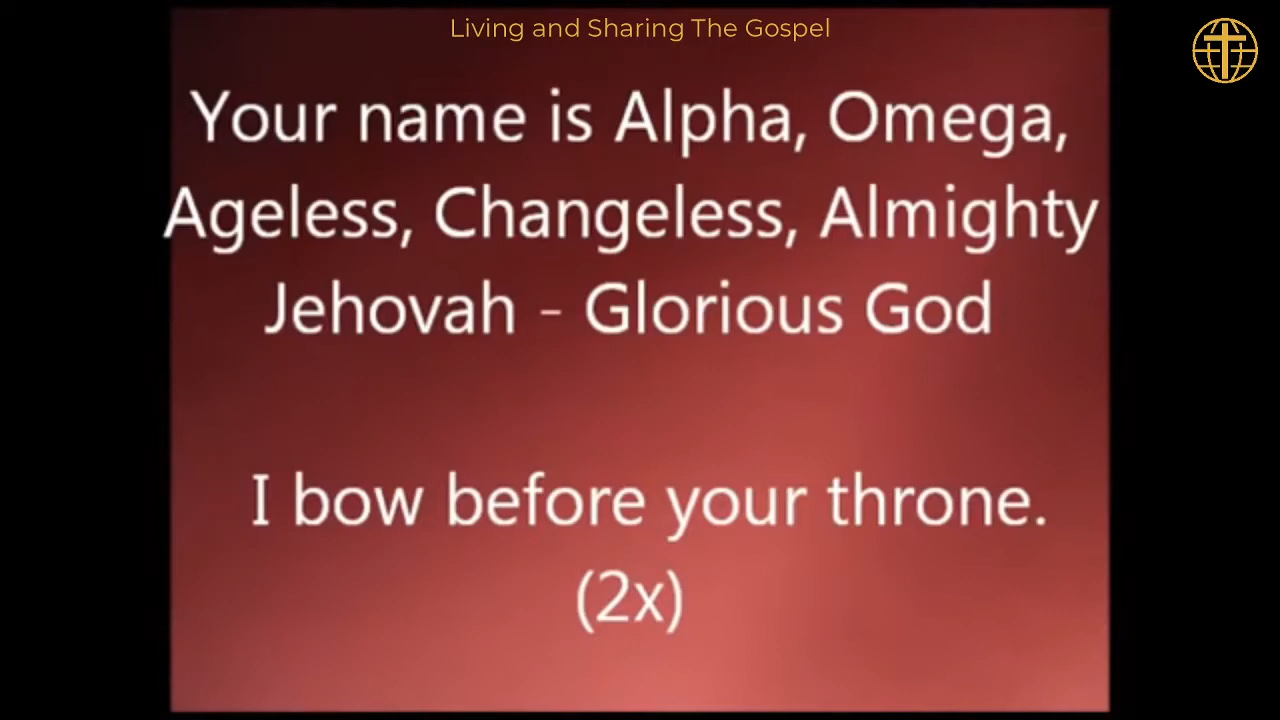 Living and Sharing The Gospel
Your name is Alpha, Omega,
Ageless, Changeless, Almighty
Jehovah - Glorious God
I bow before your throne.
(2x)